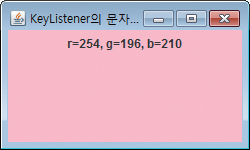 KeyListener의 문자...
r=254, g=196, b=210